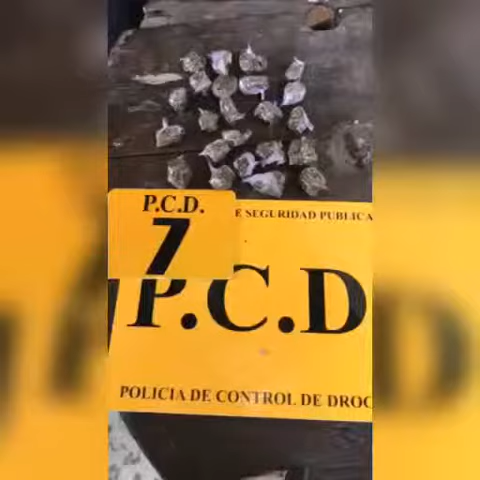 P.C.D.
7
E SEGURIDAD PUBLICA
P.C.D
POLICIA DE CONTROL DE DROC